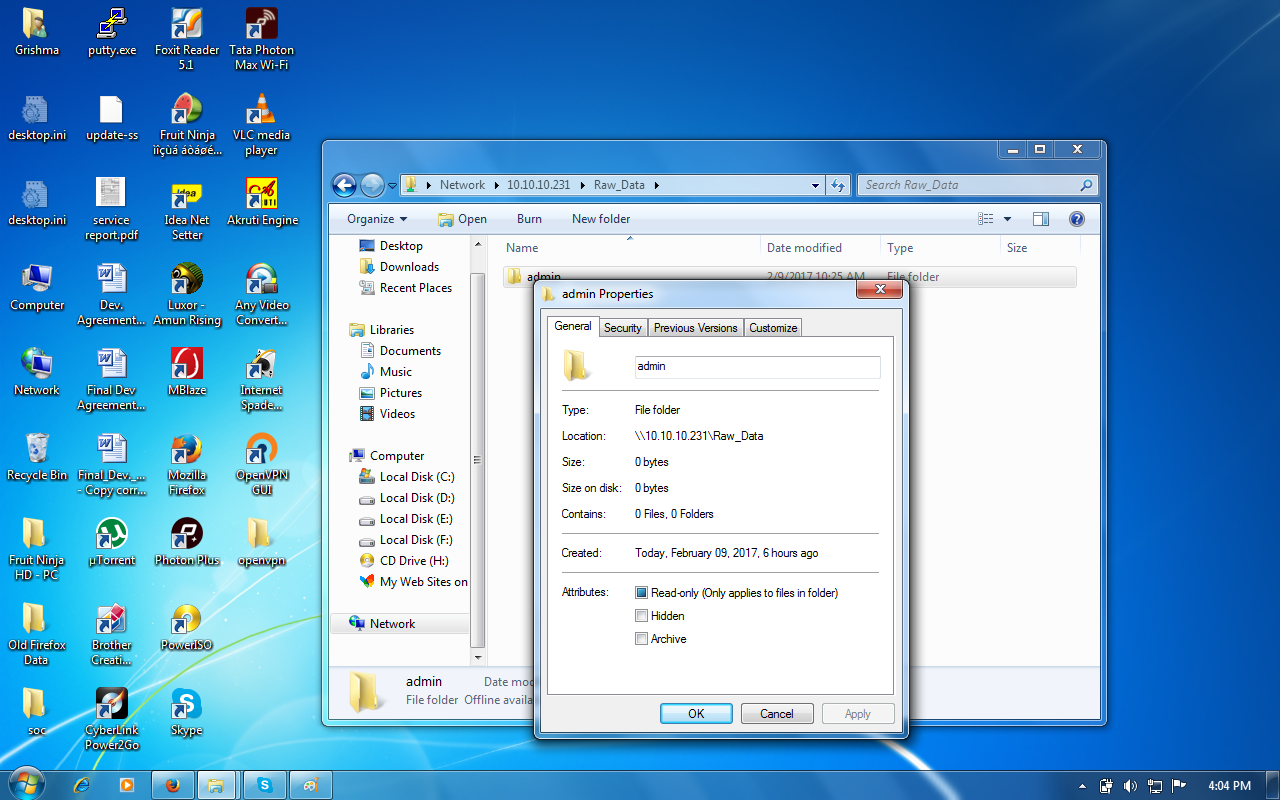 Grishma
putty.exe
Foxit Reader 5.1
Tata Photon Max Wi-Fi
desktop.ini
update-ss
Fruit Ninja ìïçùá áòáøé...
VLC media player
desktop.ini
service report.pdf
Idea Net Setter
Akruti Engine
Computer
Dev. Agreement...
Luxor - Amun Rising
Any Video Convert...
Network
Final Dev Agreement...
MBlaze
Internet Spade...
Recycle Bin
Final_Dev._... - Copy corr...
Mozilla Firefox
OpenVPN GUI
Fruit Ninja HD - PC
µTorrent
Photon Plus
openvpn
Old Firefox Data
Brother Creati...
PowerISO
soc
CyberLink Power2Go
Skype
Network
10.10.10.231
Raw_Data
Search Raw_Data
Organize
Open
Burn
New folder
Desktop
Downloads
Recent Places
Libraries
Documents
Music
Pictures
Videos
Computer
Local Disk (C:)
Local Disk (D:)
Local Disk (E:)
Local Disk (F:)
CD Drive (H:)
My Web Sites on
Network
Name
Date modified
Type
Size
admin
2/9/2017 10:25 AM
File folder
admin Properties
General
Security
Previous Versions
Customize
admin
Type: File folder
Location: \\10.10.10.231\Raw_Data
Size: 0 bytes
Size on disk: 0 bytes
Contains: 0 Files, 0 Folders
Created: Today, February 09, 2017, 6 hours ago
Attributes: Read-only (Only applies to files in folder)
Hidden
Archive
OK
Cancel
Apply
admin
Date mod
File folder
Offline availa
4:04 PM